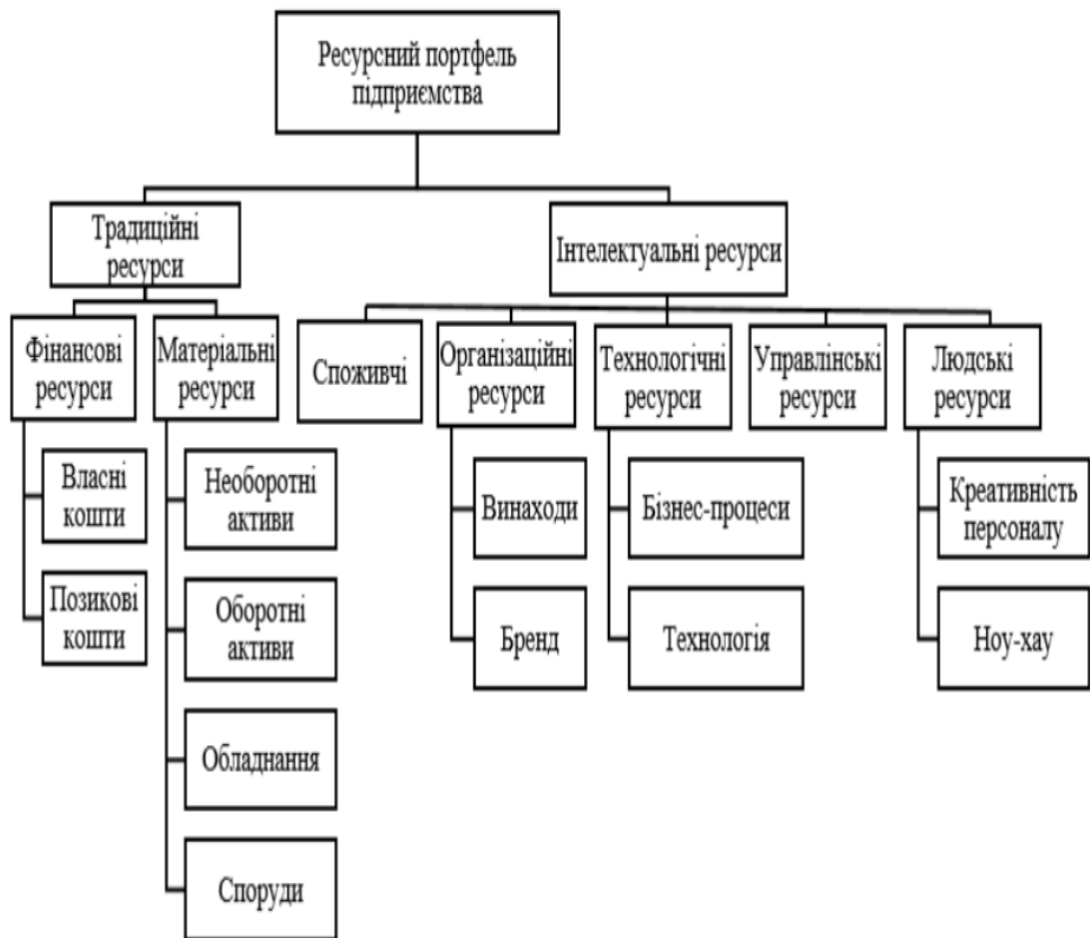 Ресурсний портфель
підприємства
Традиційні
ресурси
Інтелектуальні ресурси
Фінансові
ресурси
Матеріальні
ресурси
Споживчі
Організаційні
ресурси
Технологічні
ресурси
Управлінські
ресурси
Людські
ресурси
Власні
кошти
Необоротні
активи
Винаходи
Бізнес-процеси
Креативність
персоналу
Позикові
кошти
Оборотні
активи
Бренд
Технологія
Ноу-хау
Обладнання
Споруди